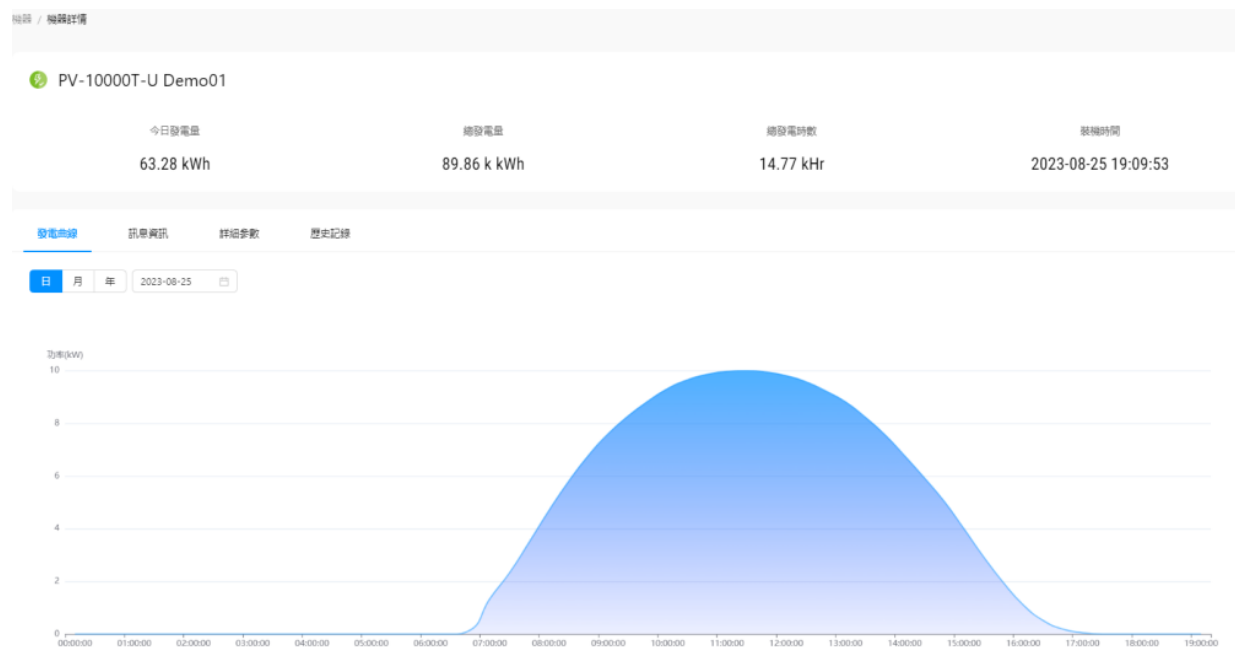 機器 / 機器詳情
PV-10000T-U Demo01
今日發電量 總發電量 總發電時數 裝機時間
63.28 kWh 89.86 k kWh 14.77 kHr 2023-08-25 19:09:53
發電曲線 訊息資訊 詳細參數 歷史記錄
日 月 年 2023-08-25
功率(kW)
10
8
6
4
2
0
00:00:00 01:00:00 02:00:00 03:00:00 04:00:00 05:00:00 06:00:00 07:00:00 08:00:00 09:00:00 10:00:00 11:00:00 12:00:00 13:00:00 14:00:00 15:00:00 16:00:00 17:00:00 18:00:00 19:00:00